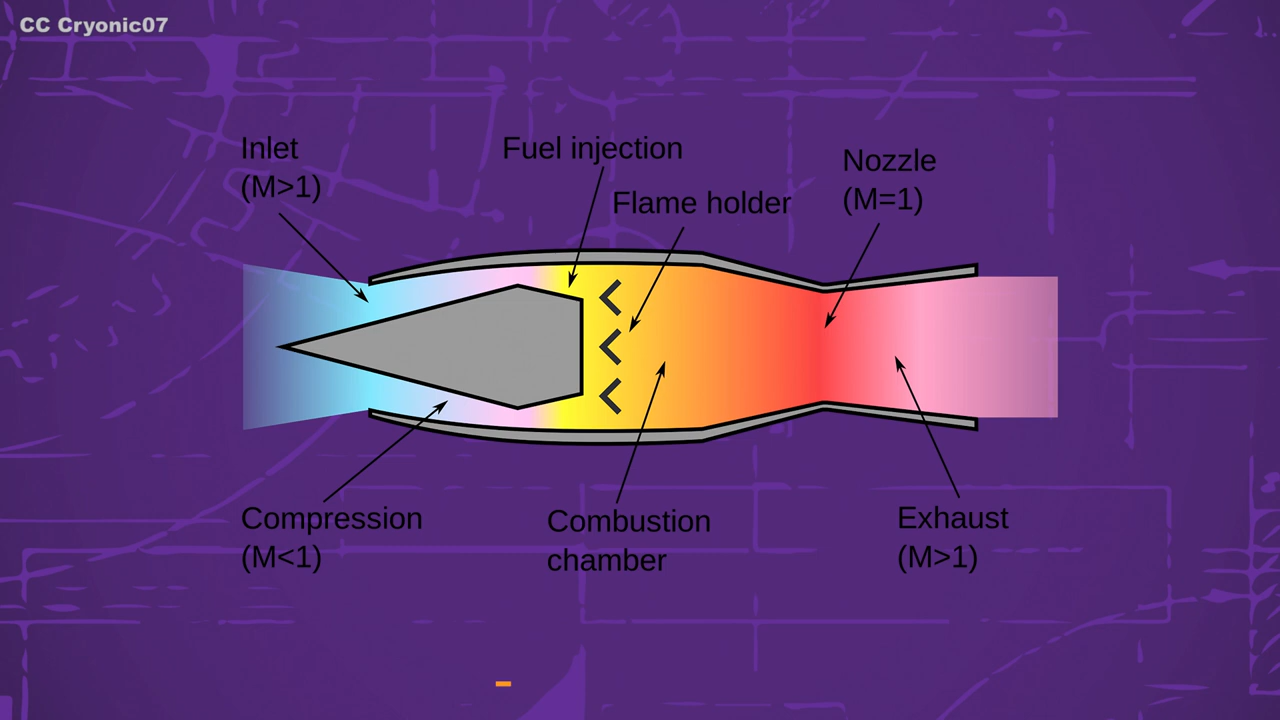 CC Cryonic07
Inlet
(M>1)
Fuel injection
Flame holder
Nozzle
(M=1)
Compression
(M<1)
Combustion
chamber
Exhaust
(M>1)